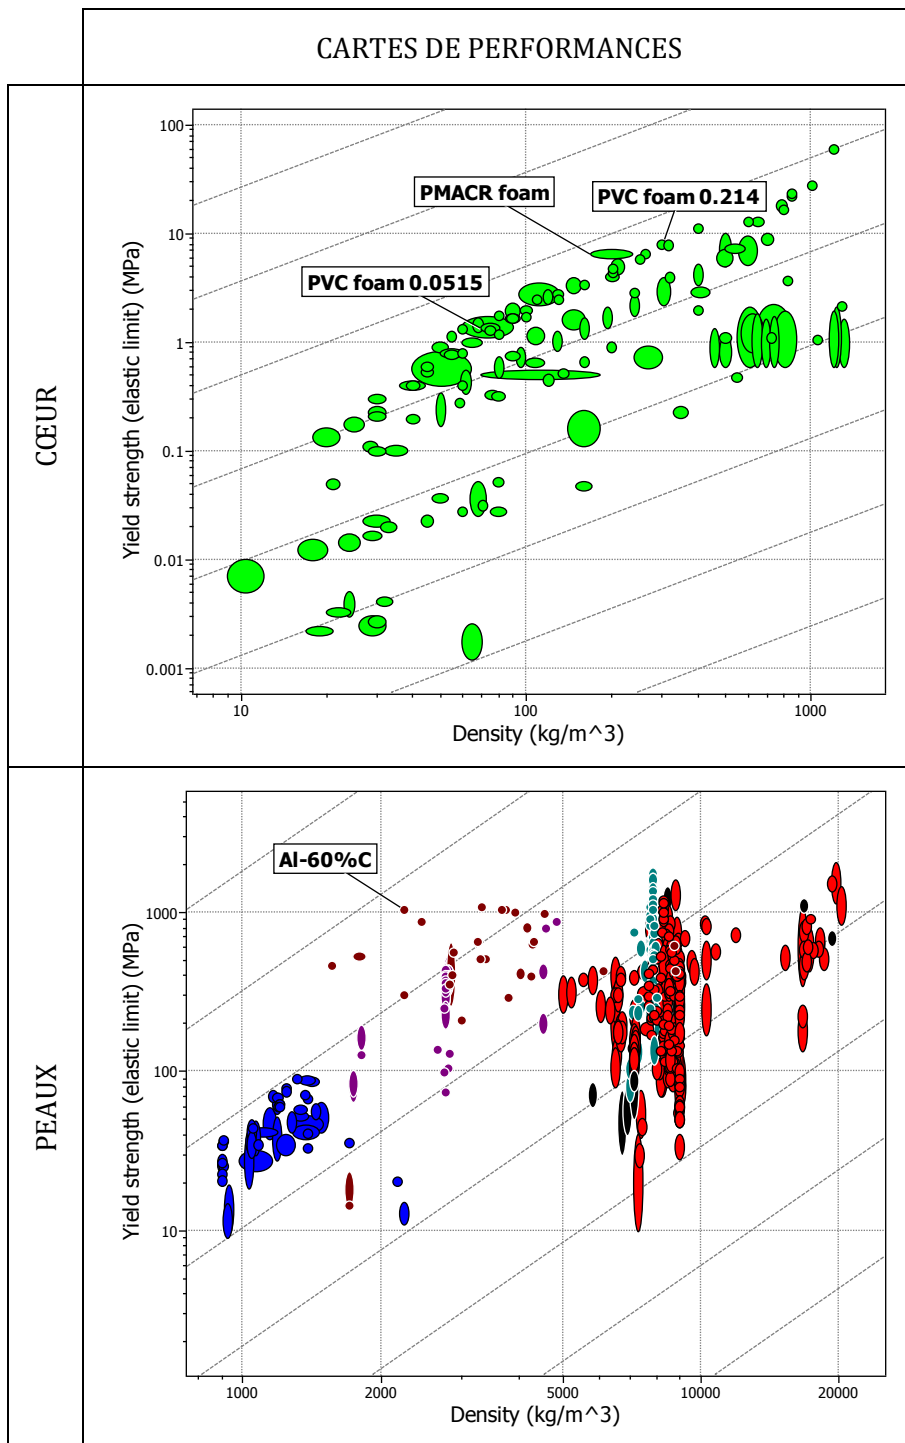 CARTES DE PERFORMANCES
CŒUR
Yield strength (elastic limit) (MPa)
100
10
1
0.1
0.01
0.001
PMACR foam
PVC foam 0.214
PVC foam 0.0515
10
100
1000
Density (kg/m^3)
PEAUX
Yield strength (elastic limit) (MPa)
1000
100
10
Al-60%C
1000
2000
5000
10000
20000
Density (kg/m^3)